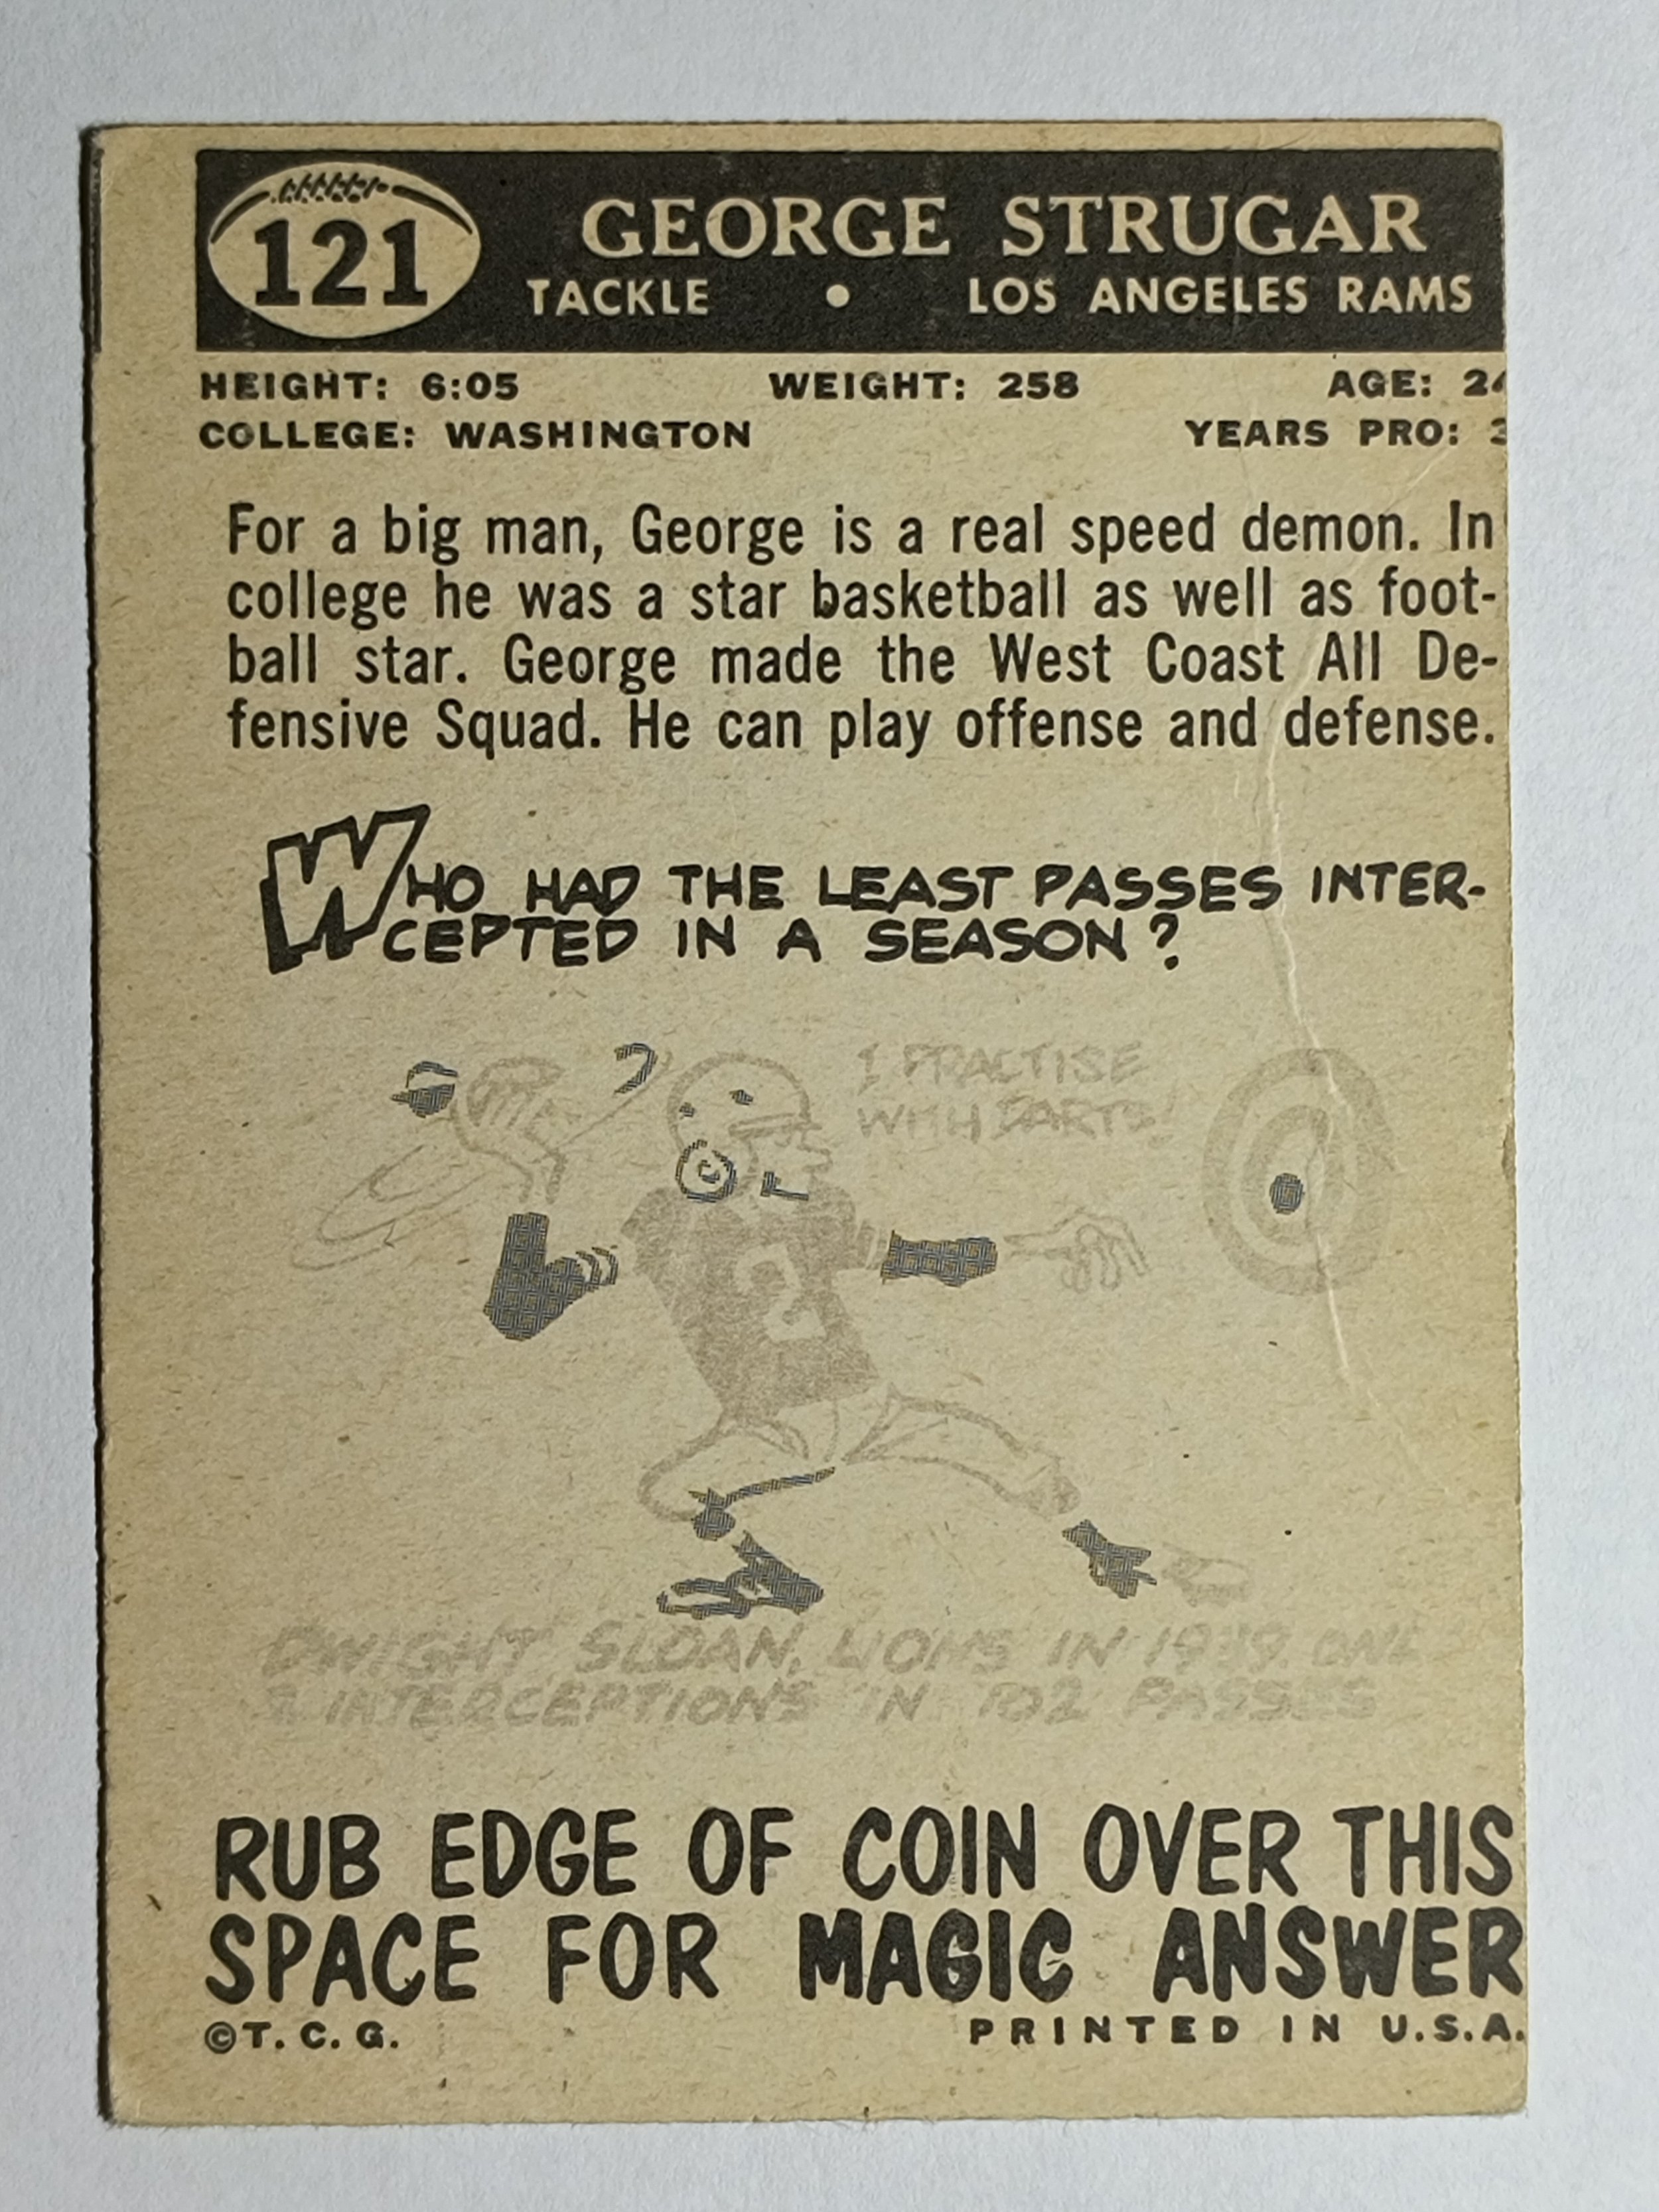 121
GEORGE STRUGAR
TACKLE • LOS ANGELES RAMS
HEIGHT: 6:05 WEIGHT: 258 AGE:
COLLEGE: WASHINGTON YEARS PRO:
For a big man, George is a real speed demon. In
college he was a star basketball as well as foot-
ball star. George made the West Coast All De-
fensive Squad. He can play offense and defense.
WHO HAD THE LEAST PASSES INTER-
CEPTED IN A SEASON?
I PRACTISE
WITH DARTS!
2
DWIGHT SLOAN, LIONS IN 1939.
INTERCEPTIONS IN 102 PASSES
RUB EDGE OF COIN OVER THIS
SPACE FOR MAGIC ANSWER
©T. C. G. PRINTED IN U.S.A.